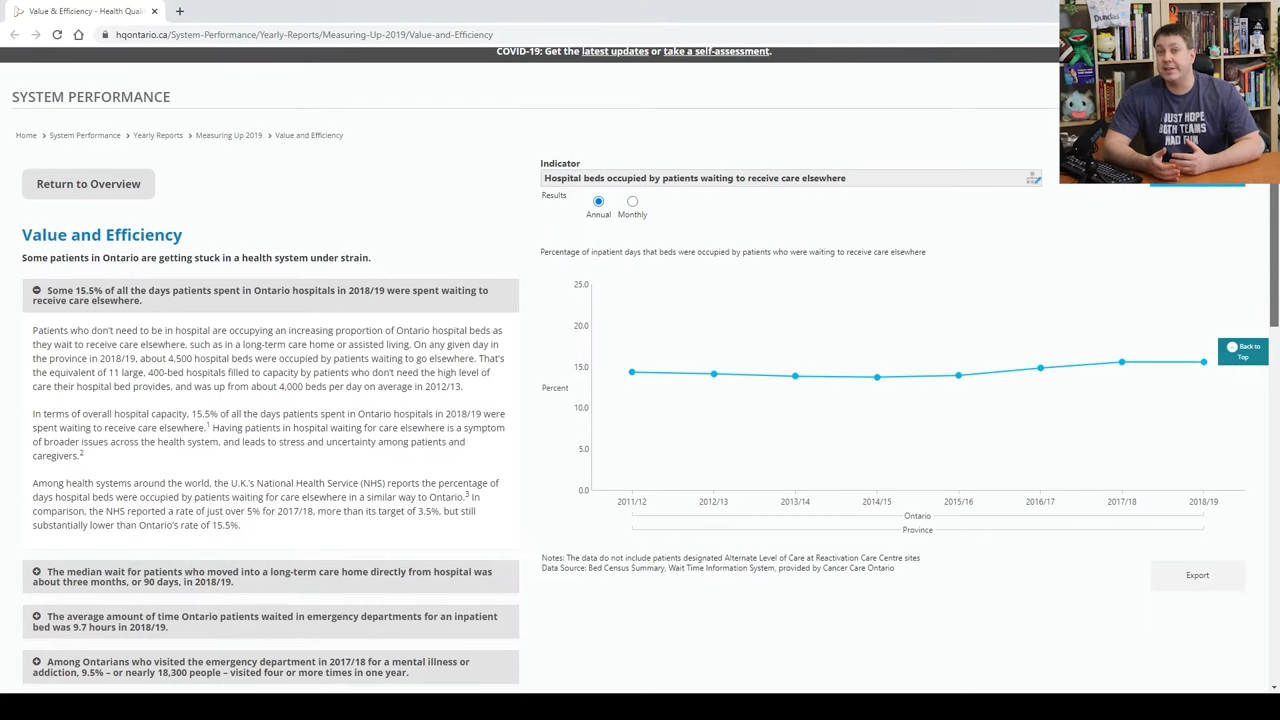 Value & Efficiency - Health Quali
hqontario.ca/System-Performance/Yearly-Reports/Measuring-Up-2019/Value-and-Efficiency
COVID-19: Get the latest updates or take a self-assessment.
SYSTEM PERFORMANCE
Home > System Performance > Yearly Reports > Measuring Up 2019 > Value and Efficiency
Return to Overview
Value and Efficiency
Some patients in Ontario are getting stuck in a health system under strain.
Some 15.5% of all the days patients spent in Ontario hospitals in 2018/19 were spent waiting to
receive care elsewhere.
Patients who don’t need to be in hospital are occupying an increasing proportion of Ontario hospital beds as
they wait to receive care elsewhere, such as in a long-term care home or assisted living. On any given day in
the province in 2018/19, about 4,500 hospital beds were occupied by patients waiting to go elsewhere. That’s
the equivalent of 11 large, 400-bed hospitals filled to capacity by patients who don’t need the high level of
care their hospital bed provides, and was up from about 4,000 beds per day on average in 2012/13.
In terms of overall hospital capacity, 15.5% of all the days patients spent in Ontario hospitals in 2018/19 were
spent waiting to receive care elsewhere.1 Having patients in hospital waiting for care elsewhere is a symptom
of broader issues across the health system, and leads to stress and uncertainty among patients and
caregivers.2
Among health systems around the world, the U.K.’s National Health Service (NHS) reports the percentage of
days hospital beds were occupied by patients waiting for care elsewhere in a similar way to Ontario.3 In
comparison, the NHS reported a rate of just over 5% for 2017/18, more than its target of 3.5%, but still
substantially lower than Ontario’s rate of 15.5%.
The median wait for patients who moved into a long-term care home directly from hospital was
about three months, or 90 days, in 2018/19.
The average amount of time Ontario patients waited in emergency departments for an inpatient
bed was 9.7 hours in 2018/19.
Among Ontarians who visited the emergency department in 2017/18 for a mental illness or
addiction, 9.5% – or nearly 18,300 people – visited four or more times in one year.
Indicator
Hospital beds occupied by patients waiting to receive care elsewhere
Results
Annual Monthly
Percentage of inpatient days that beds were occupied by patients who were waiting to receive care elsewhere
25.0
20.0
15.0
Percent
10.0
5.0
0.0
2011/12 2012/13 2013/14 2014/15 2015/16 2016/17 2017/18 2018/19
Ontario
Province
Notes: The data do not include patients designated Alternate Level of Care at Reactivation Care Centre sites
Data Source: Bed Census Summary, Wait Time Information System, provided by Cancer Care Ontario
Export
Back to
Top
Dundas
I JUST HOPE
BOTH TEAMS
HAD FUN